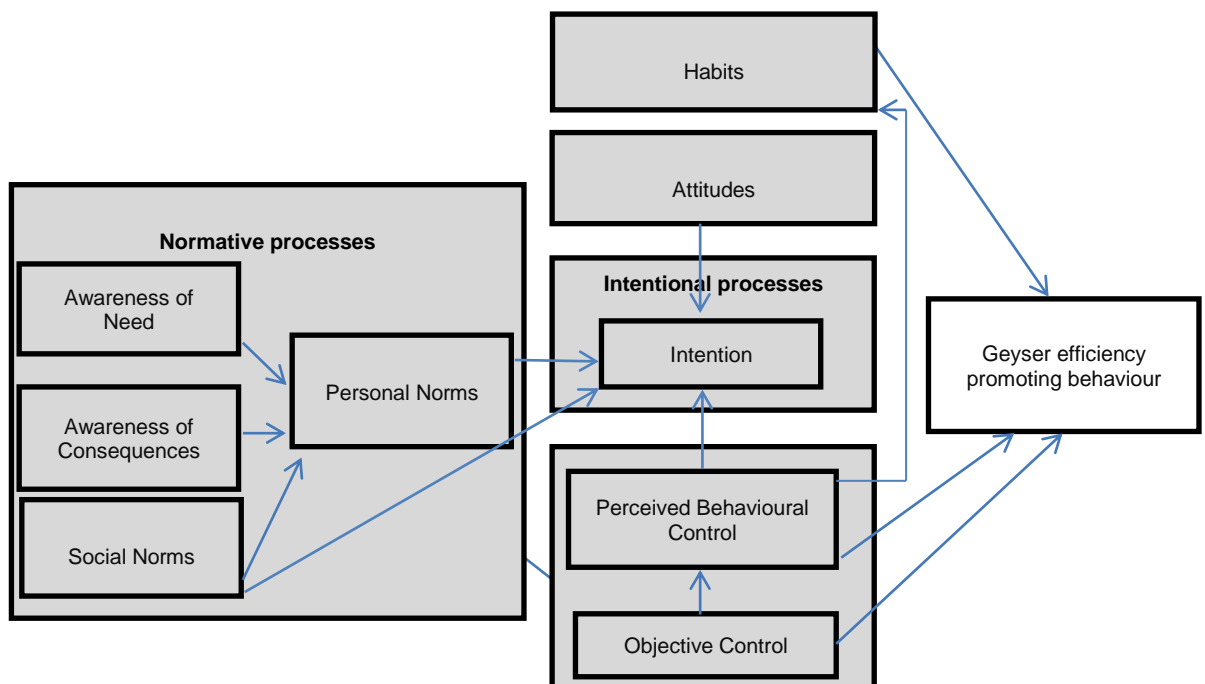 Habits
Attitudes
Normative processes
Intentional processes
Awareness of
Need
Intention
Geyser efficiency
promoting behaviour
Personal Norms
Awareness of
Consequences
Perceived Behavioural
Control
Social Norms
Objective Control